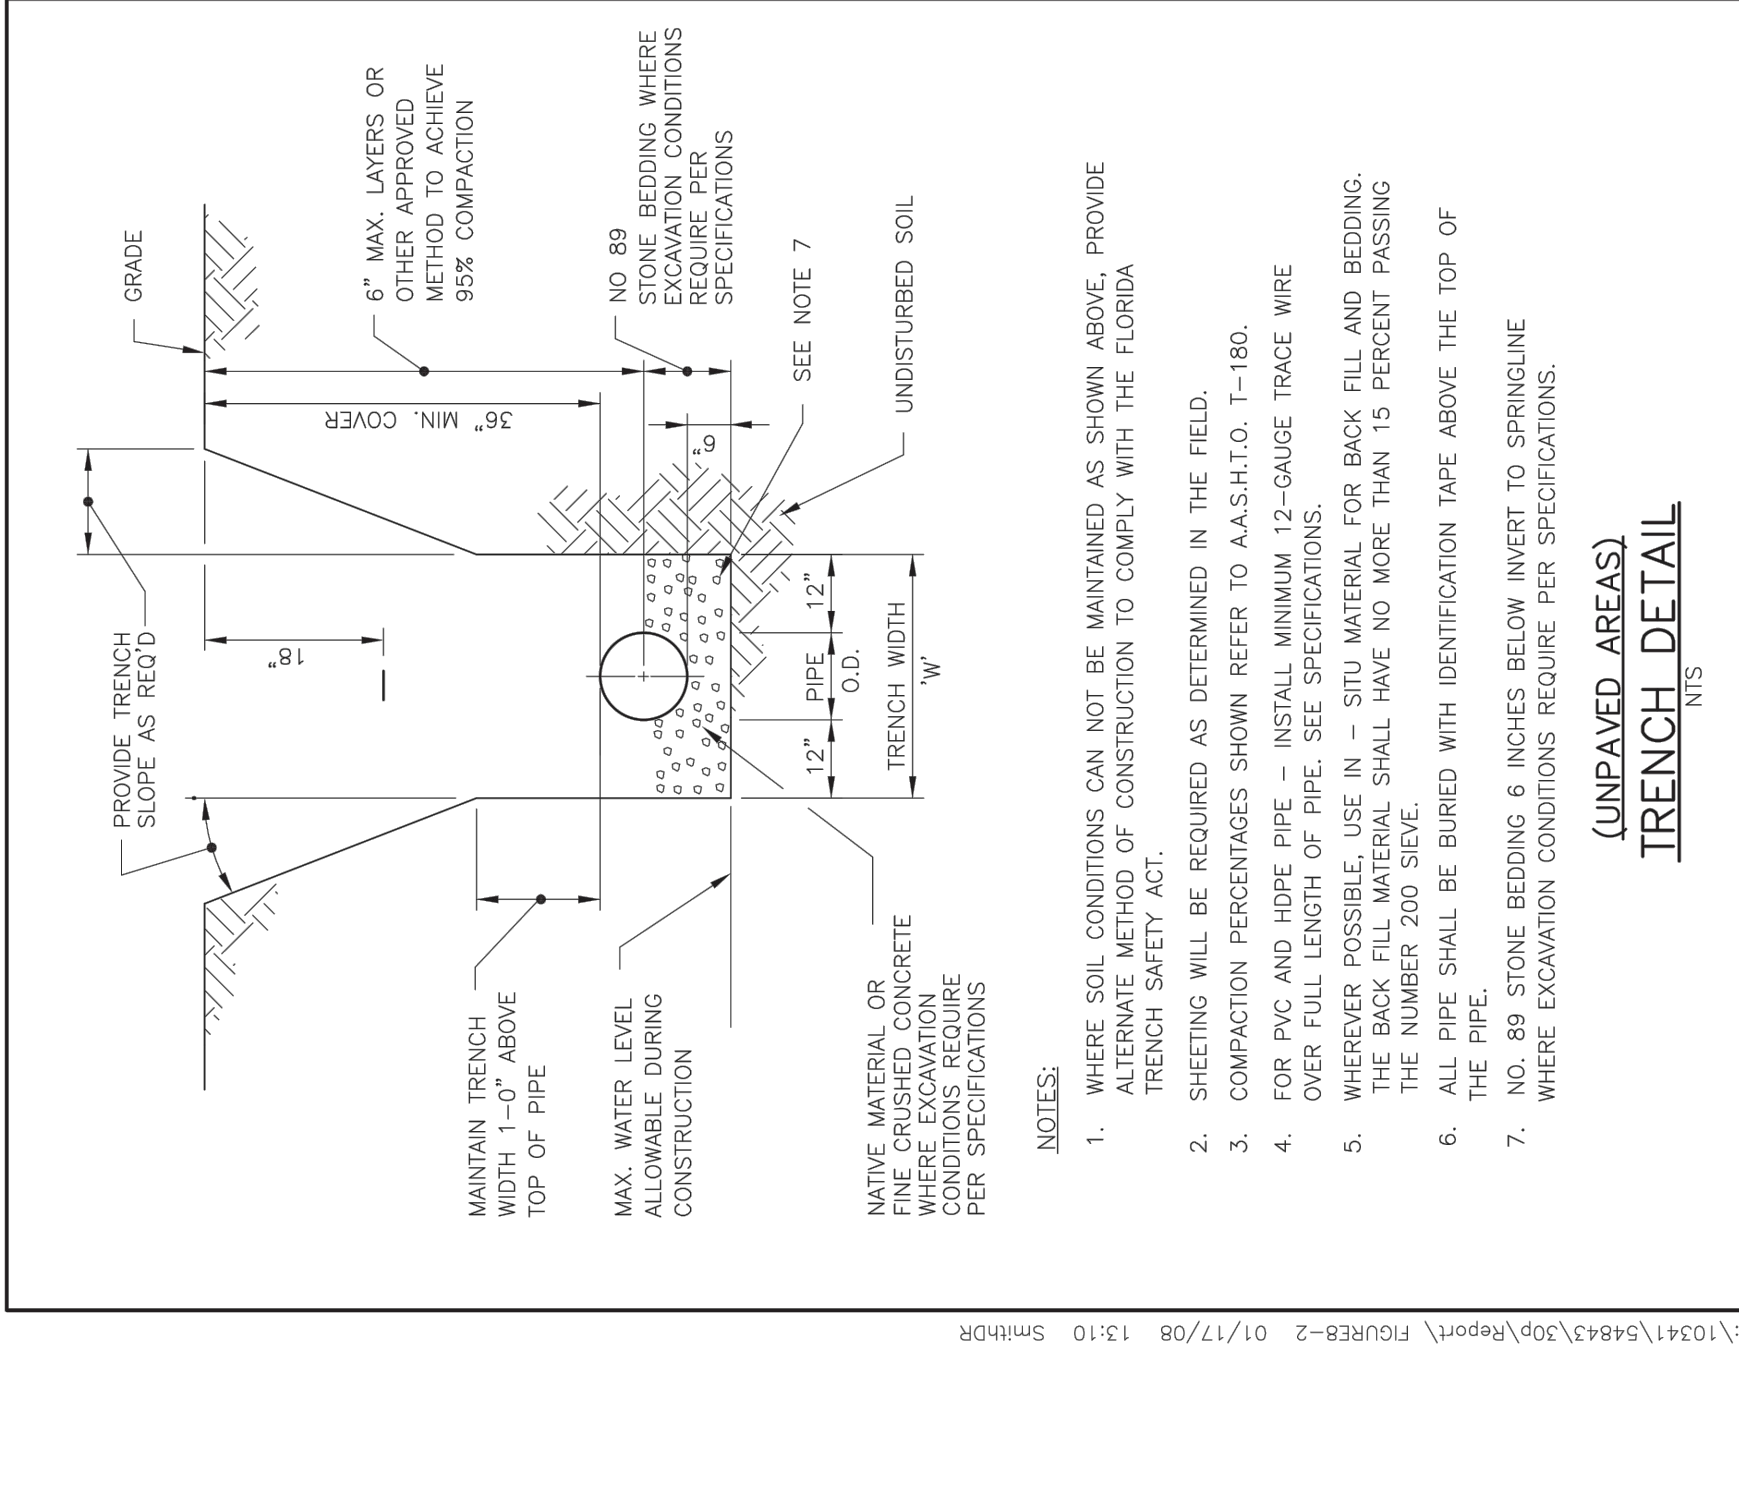 PROVIDE TRENCH
SLOPE AS REQ'D
GRADE
18"
36" MIN. COVER
6" MAX. LAYERS OR
OTHER APPROVED
METHOD TO ACHIEVE
95% COMPACTION
MAINTAIN TRENCH
WIDTH 1-0" ABOVE
TOP OF PIPE
NO 89
STONE BEDDING WHERE
EXCAVATION CONDITIONS
REQUIRE PER
SPECIFICATIONS
MAX. WATER LEVEL
ALLOWABLE DURING
CONSTRUCTION
6"
SEE NOTE 7
12"
PIPE
O.D.
12"
TRENCH WIDTH
'W'
UNDISTURBED SOIL
NATIVE MATERIAL OR
FINE CRUSHED CONCRETE
WHERE EXCAVATION
CONDITIONS REQUIRE
PER SPECIFICATIONS
NOTES:
1. WHERE SOIL CONDITIONS CAN NOT BE MAINTAINED AS SHOWN ABOVE, PROVIDE
ALTERNATE METHOD OF CONSTRUCTION TO COMPLY WITH THE FLORIDA
TRENCH SAFETY ACT.
2. SHEETING WILL BE REQUIRED AS DETERMINED IN THE FIELD.
3. COMPACTION PERCENTAGES SHOWN REFER TO A.A.S.H.T.O. T-180.
4. FOR PVC AND HDPE PIPE - INSTALL MINIMUM 12-GAUGE TRACE WIRE
OVER FULL LENGTH OF PIPE. SEE SPECIFICATIONS.
5. WHEREVER POSSIBLE, USE IN - SITU MATERIAL FOR BACK FILL AND BEDDING.
THE BACK FILL MATERIAL SHALL HAVE NO MORE THAN 15 PERCENT PASSING
THE NUMBER 200 SIEVE.
6. ALL PIPE SHALL BE BURIED WITH IDENTIFICATION TAPE ABOVE THE TOP OF
THE PIPE.
7. NO. 89 STONE BEDDING 6 INCHES BELOW INVERT TO SPRINGLINE
WHERE EXCAVATION CONDITIONS REQUIRE PER SPECIFICATIONS.
(UNPAVED AREAS)
TRENCH DETAIL
NTS
:\10341\54843\30p\Report\ FIGURE8-2 01/17/08 13:10 SmithDR